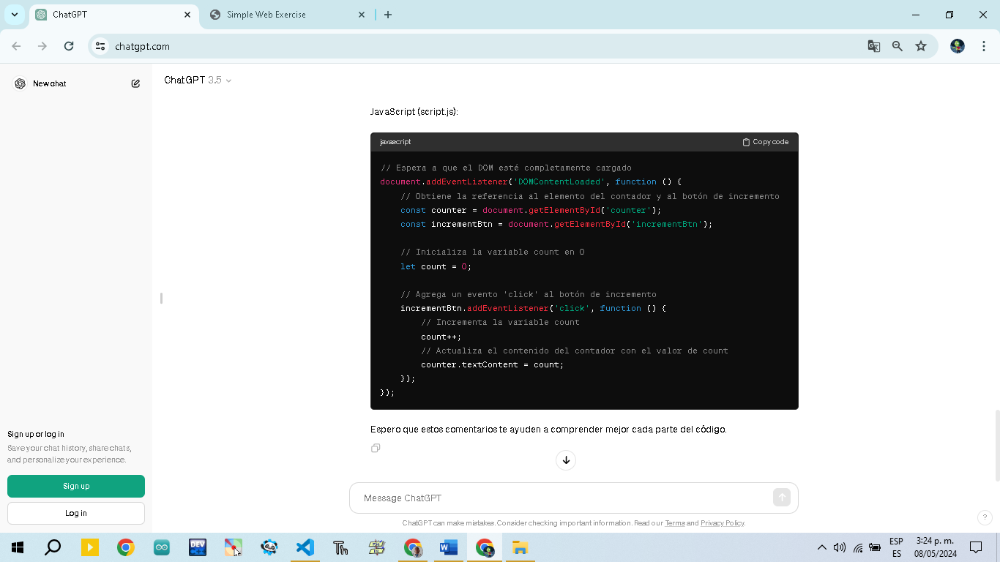 ChatGPT
Simple Web Exercise
chatgpt.com
New chat
ChatGPT 3.5
JavaScript (script.js):
javascript
Copy code
// Espera a que el DOM esté completamente cargado
document.addEventListener('DOMContentLoaded', function () {
// Obtiene la referencia al elemento del contador y al botón de incremento
const counter = document.getElementById('counter');
const incrementBtn = document.getElementById('incrementBtn');
// Inicializa la variable count en 0
let count = 0;
// Agrega un evento 'click' al botón de incremento
incrementBtn.addEventListener('click', function () {
// Incrementa la variable count
count++;
// Actualiza el contenido del contador con el valor de count
counter.textContent = count;
});
});
Espero que estos comentarios te ayuden a comprender mejor cada parte del código.
Sign up or log in
Save your chat history, share chats,
and personalize your experience.
Sign up
Log in
Message ChatGPT
ChatGPT can make mistakes. Consider checking important information. Read our Terms and Privacy Policy.
?
DEV
Th
W
ESP
ES
3:24 p. m.
08/05/2024